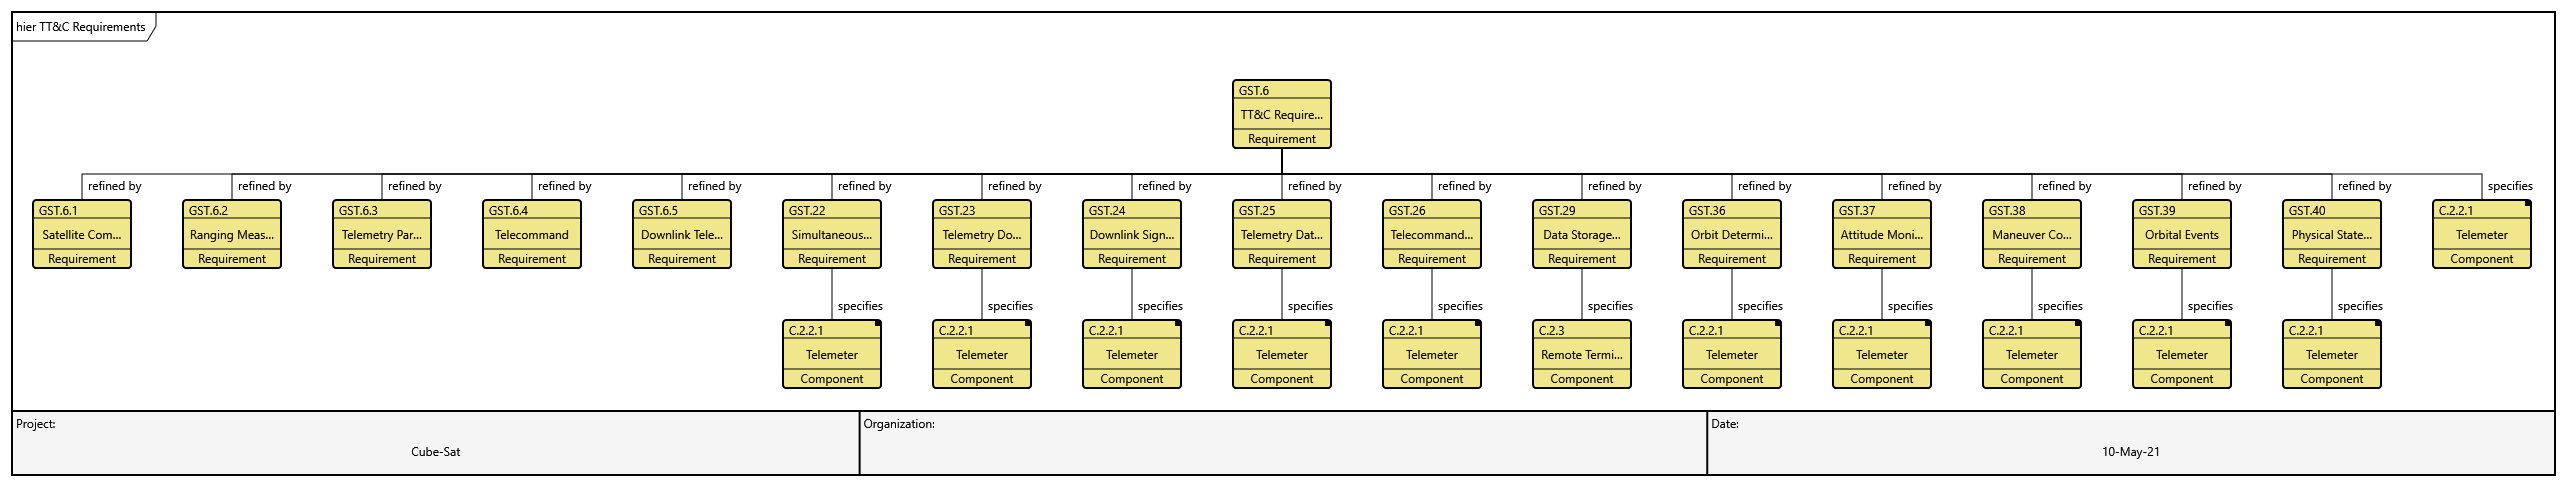 hier TT&C Requirements
GST.6
TT&C Require...
Requirement
refined by refined by refined by refined by refined by refined by refined by refined by refined by refined by refined by refined by refined by refined by refined by refined by specifies
GST.6.1 GST.6.2 GST.6.3 GST.6.4 GST.6.5 GST.22 GST.23 GST.24 GST.25 GST.26 GST.29 GST.36 GST.37 GST.38 GST.39 GST.40 C.2.2.1
Satellite Com... Ranging Meas... Telemetry Par... Telecommand Downlink Tele... Simultaneous... Telemetry Do... Downlink Sign... Telemetry Dat... Telecommand... Data Storage... Orbit Determi... Attitude Moni... Maneuver Co... Orbital Events Physical State... Telemeter
Requirement Requirement Requirement Requirement Requirement Requirement Requirement Requirement Requirement Requirement Requirement Requirement Requirement Requirement Requirement Requirement Component
specifies specifies specifies specifies specifies specifies specifies specifies specifies specifies specifies
C.2.2.1 C.2.2.1 C.2.2.1 C.2.2.1 C.2.2.1 C.2.3 C.2.2.1 C.2.2.1 C.2.2.1 C.2.2.1 C.2.2.1
Telemeter Telemeter Telemeter Telemeter Telemeter Remote Termi... Telemeter Telemeter Telemeter Telemeter Telemeter
Component Component Component Component Component Component Component Component Component Component Component
Project: Organization: Date:
Cube-Sat 10-May-21